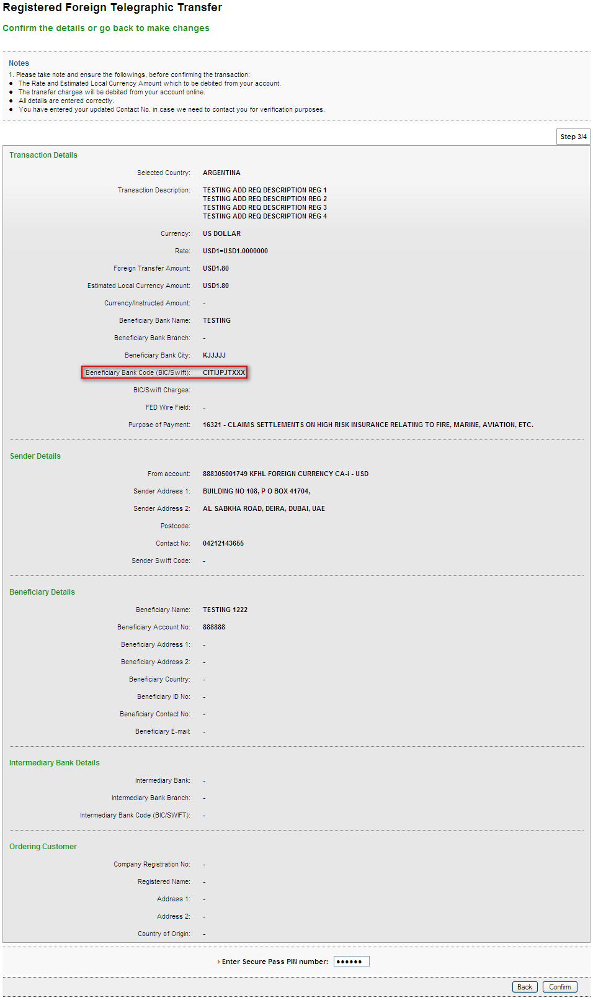 Registered Foreign Telegraphic Transfer
Confirm the details or go back to make changes
Notes
1. Please take note and ensure the followings, before confirming the transaction:
● The Rate and Estimated Local Currency Amount which to be debited from your account.
● The transfer charges will be debited from your account online.
● All details are entered correctly.
● You have entered your updated Contact No. in case we need to contact you for verification purposes.
Step 3/4
Transaction Details
Selected Country: ARGENTINA
Transaction Description: TESTING ADD REQ DESCRIPTION REG 1
TESTING ADD REQ DESCRIPTION REG 2
TESTING ADD REQ DESCRIPTION REG 3
TESTING ADD REQ DESCRIPTION REG 4
Currency: US DOLLAR
Rate: USD1=USD1.0000000
Foreign Transfer Amount: USD1.80
Estimated Local Currency Amount: USD1.80
Currency/Instructed Amount: -
Beneficiary Bank Name: TESTING
Beneficiary Bank Branch: -
Beneficiary Bank City: KJJJJJ
Beneficiary Bank Code (BIC/Swift): CITIJPJTXXX
BIC/Swift Charges:
FED Wire Field: -
Purpose of Payment: 16321 - CLAIMS SETTLEMENTS ON HIGH RISK INSURANCE RELATING TO FIRE, MARINE, AVIATION, ETC.
Sender Details
From account: 888305001749 KFHL FOREIGN CURRENCY CA-i - USD
Sender Address 1: BUILDING NO 108, P O BOX 41704,
Sender Address 2: AL SABKHA ROAD, DEIRA, DUBAI, UAE
Postcode:
Contact No: 04212143655
Sender Swift Code: -
Beneficiary Details
Beneficiary Name: TESTING 1222
Beneficiary Account No: 888888
Beneficiary Address 1: -
Beneficiary Address 2: -
Beneficiary Country: -
Beneficiary ID No: -
Beneficiary Contact No: -
Beneficiary E-mail: -
Intermediary Bank Details
Intermediary Bank: -
Intermediary Bank Branch: -
Intermediary Bank Code (BIC/SWIFT): -
Ordering Customer
Company Registration No: -
Registered Name: -
Address 1: -
Address 2: -
Country of Origin: -
Enter Secure Pass PIN number: ●●●●●●
Back Confirm